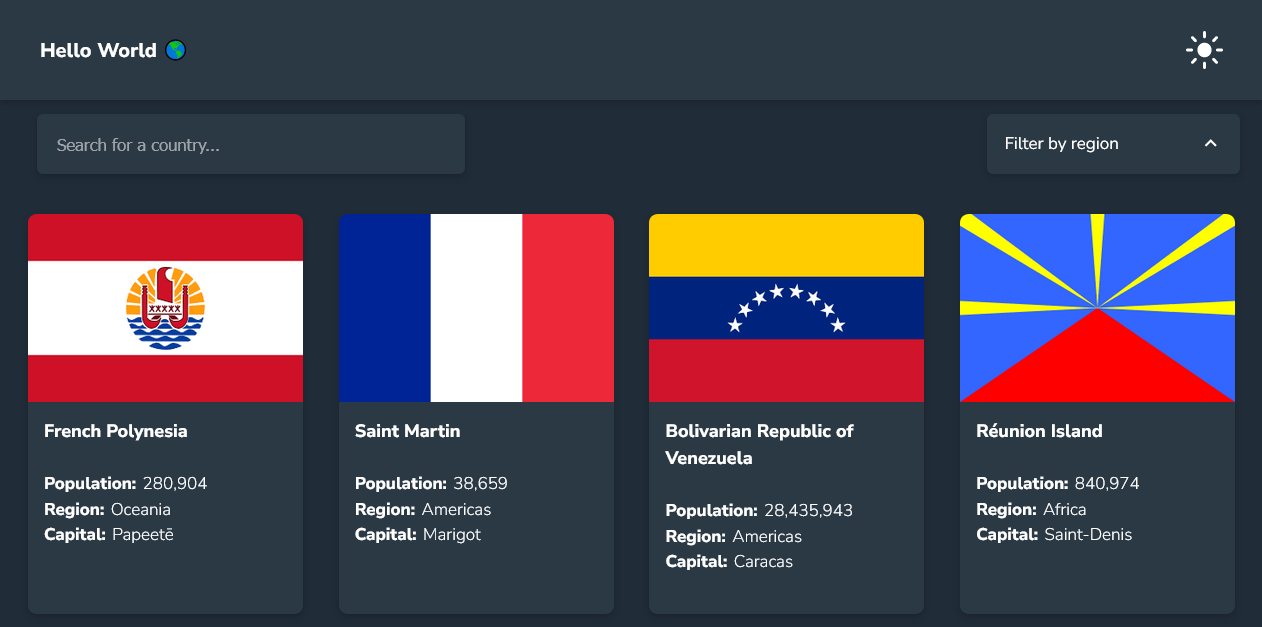 Hello World
Search for a country...
Filter by region
French Polynesia
Population: 280,904
Region: Oceania
Capital: Papeetē
Saint Martin
Population: 38,659
Region: Americas
Capital: Marigot
Bolivarian Republic of
Venezuela
Population: 28,435,943
Region: Americas
Capital: Caracas
Réunion Island
Population: 840,974
Region: Africa
Capital: Saint-Denis